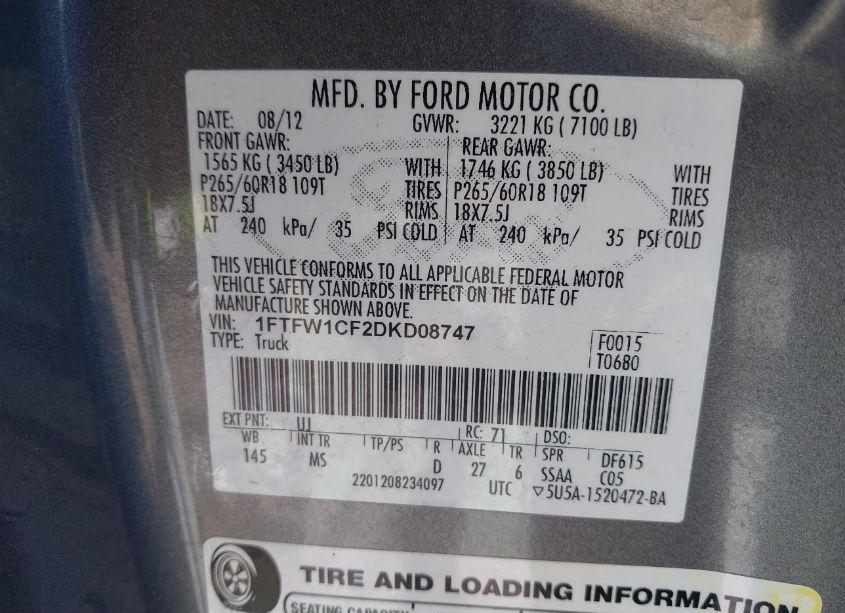 MFD. BY FORD MOTOR CO.
DATE: 08/12 GVWR: 3221 KG ( 7100 LB)
FRONT GAWR: REAR GAWR:
1565 KG ( 3450 LB) WITH 1746 KG ( 3850 LB) WITH
P265/60R18 109T TIRES P265/60R18 109T TIRES
18X7.5J RIMS 18X7.5J RIMS
AT 240 kPa/ 35 PSI COLD AT 240 kPa/ 35 PSI COLD
THIS VEHICLE CONFORMS TO ALL APPLICABLE FEDERAL MOTOR
VEHICLE SAFETY STANDARDS IN EFFECT ON THE DATE OF
MANUFACTURE SHOWN ABOVE.
VIN: 1FTFW1CF2DKD08747
TYPE: Truck
F0015
T0680
EXT PNT: UJ RC: 71 DSO:
WB INT TR TP/PS R AXLE TR SPR DF615
145 MS D 27 6 SSAA C05
2201208234097 UTC ▽5U5A-1520472-BA
TIRE AND LOADING INFORMATION
SEATING CAPACITY